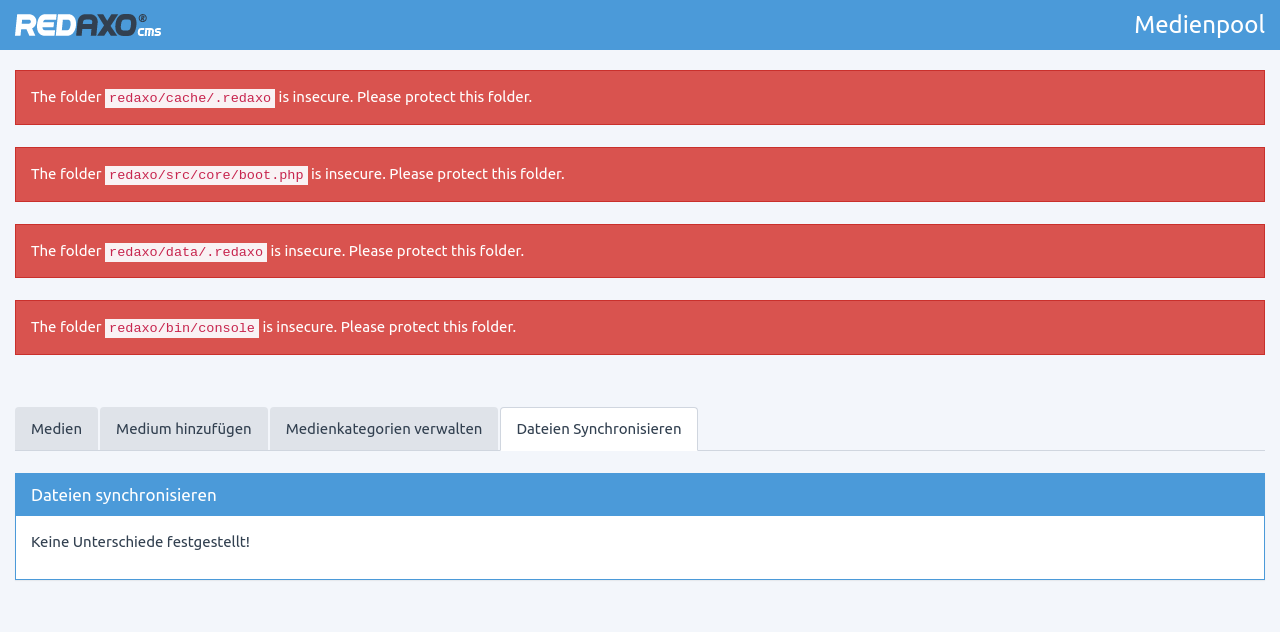 REDAXO® cms
Medienpool
The folder redaxo/cache/.redaxo is insecure. Please protect this folder.
The folder redaxo/src/core/boot.php is insecure. Please protect this folder.
The folder redaxo/data/.redaxo is insecure. Please protect this folder.
The folder redaxo/bin/console is insecure. Please protect this folder.
Medien Medium hinzufügen Medienkategorien verwalten Dateien Synchronisieren
Dateien synchronisieren
Keine Unterschiede festgestellt!